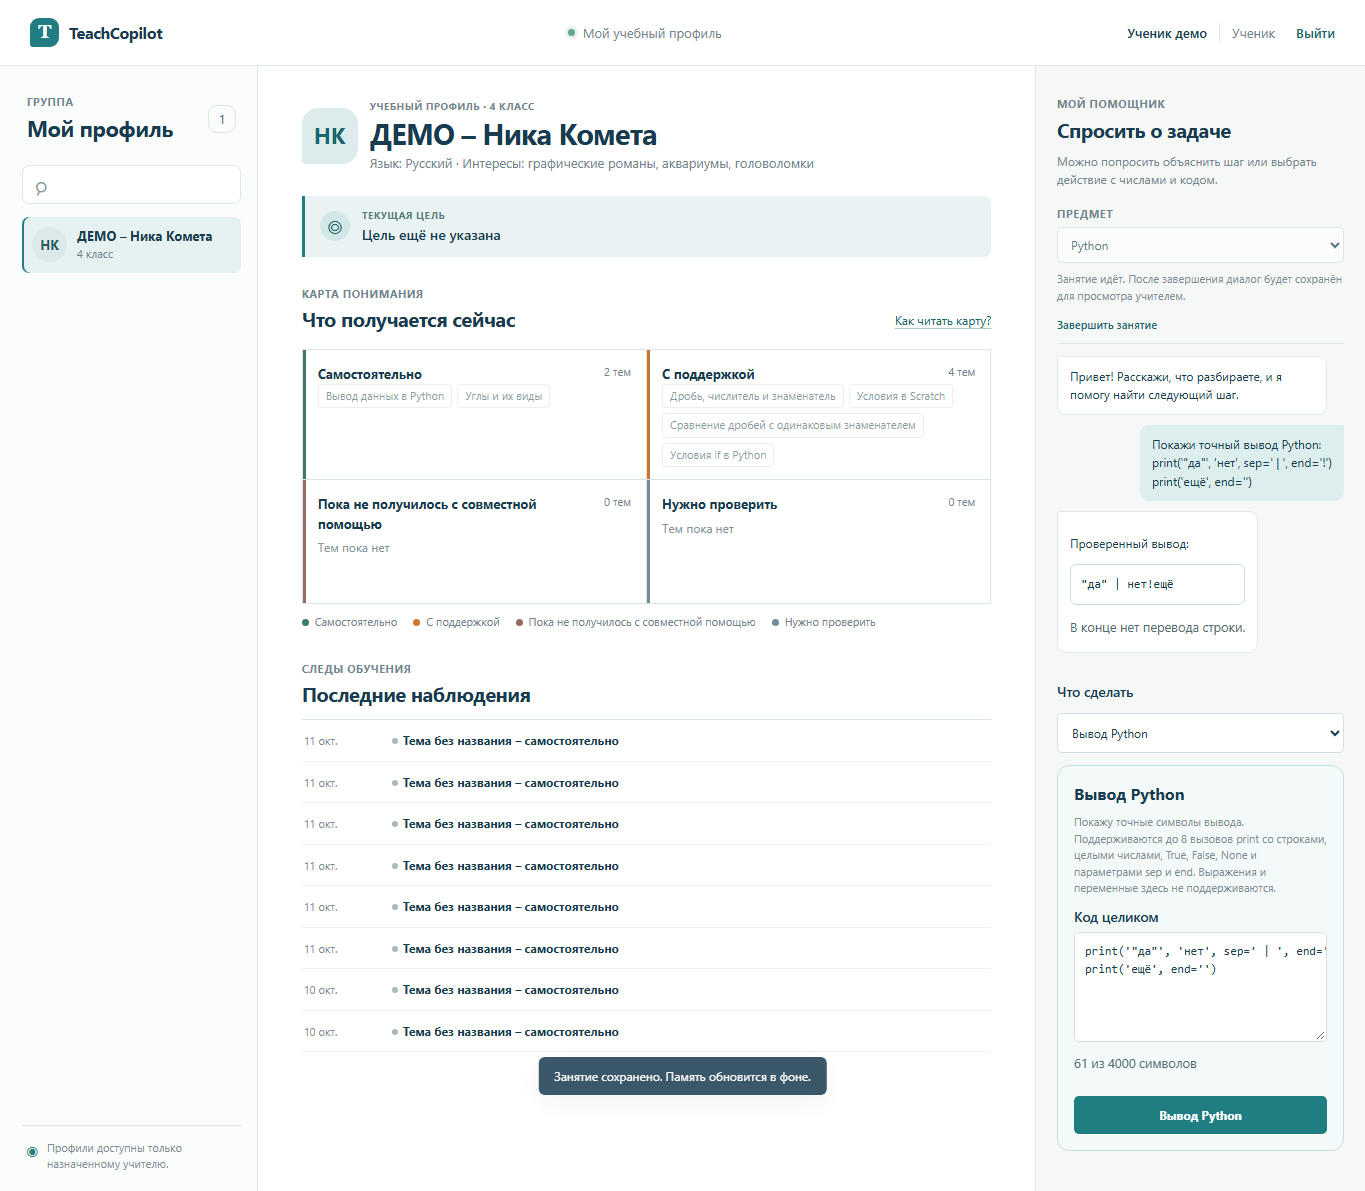 T TeachCopilot
Мой учебный профиль
Ученик демо
Ученик
Выйти
ГРУППА
Мой профиль
1
НК
ДЕМО – Ника Комета
4 класс
Профили доступны только
назначенному учителю.
НК
УЧЕБНЫЙ ПРОФИЛЬ · 4 КЛАСС
ДЕМО – Ника Комета
Язык: Русский · Интересы: графические романы, аквариумы, головоломки
ТЕКУЩАЯ ЦЕЛЬ
Цель ещё не указана
КАРТА ПОНИМАНИЯ
Что получается сейчас
Как читать карту?
Самостоятельно
2 тем
Вывод данных в Python
Углы и их виды
С поддержкой
4 тем
Дробь, числитель и знаменатель
Условия в Scratch
Сравнение дробей с одинаковым знаменателем
Условия if в Python
Пока не получилось с совместной
помощью
0 тем
Тем пока нет
Нужно проверить
0 тем
Тем пока нет
Самостоятельно
С поддержкой
Пока не получилось с совместной помощью
Нужно проверить
СЛЕДЫ ОБУЧЕНИЯ
Последние наблюдения
11 окт. Тема без названия – самостоятельно
11 окт. Тема без названия – самостоятельно
11 окт. Тема без названия – самостоятельно
11 окт. Тема без названия – самостоятельно
11 окт. Тема без названия – самостоятельно
11 окт. Тема без названия – самостоятельно
10 окт. Тема без названия – самостоятельно
10 окт. Тема без названия – самостоятельно
Занятие сохранено. Память обновится в фоне.
МОЙ ПОМОЩНИК
Спросить о задаче
Можно попросить объяснить шаг или выбрать
действие с числами и кодом.
ПРЕДМЕТ
Python
Занятие идёт. После завершения диалог будет сохранён
для просмотра учителем.
Завершить занятие
Привет! Расскажи, что разбираете, и я
помогу найти следующий шаг.
Покажи точный вывод Python:
print('"да"', 'нет', sep=' | ', end='!')
print('ещё', end='')
Проверенный вывод:
"да" | нет!ещё
В конце нет перевода строки.
Что сделать
Вывод Python
Вывод Python
Покажу точные символы вывода.
Поддерживаются до 8 вызовов print со строками,
целыми числами, True, False, None и
параметрами sep и end. Выражения и
переменные здесь не поддерживаются.
Код целиком
print('"да"', 'нет', sep=' | ', end='
print('ещё', end='')
61 из 4000 символов
Вывод Python